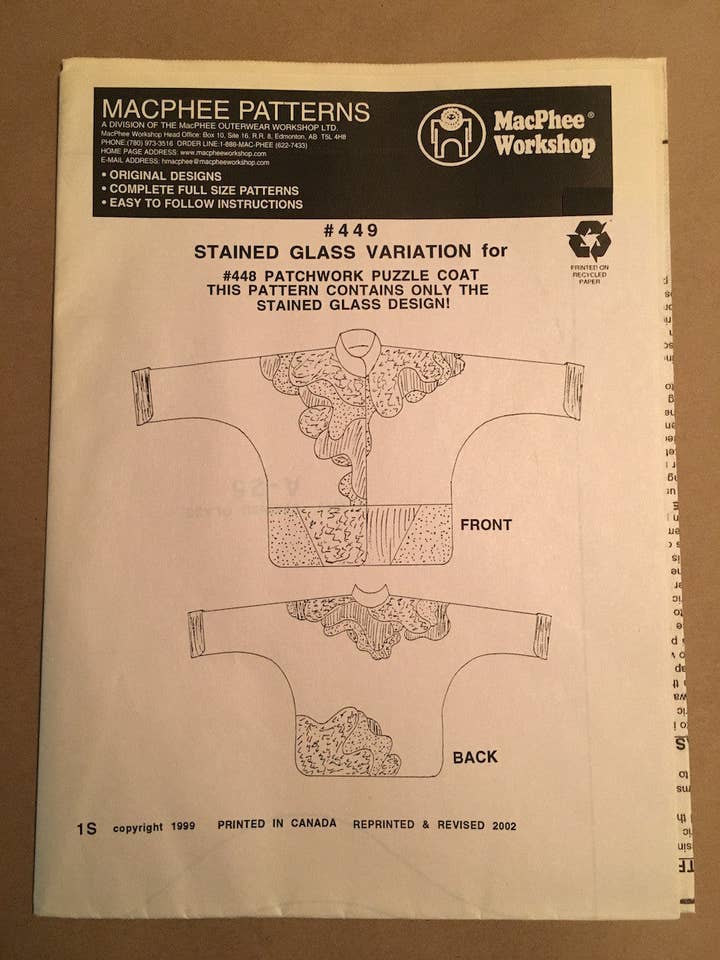 MACPHEE PATTERNS
A DIVISION OF THE MacPHEE OUTERWEAR WORKSHOP LTD.
MacPhee Workshop Head Office: Box 10, Site 16, R.R. 8, Edmonton, AB T5L 4H8
PHONE:(780) 973-3516 ORDER LINE:1-888-MAC-PHEE (622-7433)
HOME PAGE ADDRESS: www.macpheeworkshop.com
E-MAIL ADDRESS: hmacphee@macpheeworkshop.com
• ORIGINAL DESIGNS
• COMPLETE FULL SIZE PATTERNS
• EASY TO FOLLOW INSTRUCTIONS
MacPhee®
Workshop
#449
STAINED GLASS VARIATION for
#448 PATCHWORK PUZZLE COAT
THIS PATTERN CONTAINS ONLY THE
STAINED GLASS DESIGN!
PRINTED ON
RECYCLED
PAPER
A-25
FRONT
BACK
1S copyright 1999 PRINTED IN CANADA REPRINTED & REVISED 2002